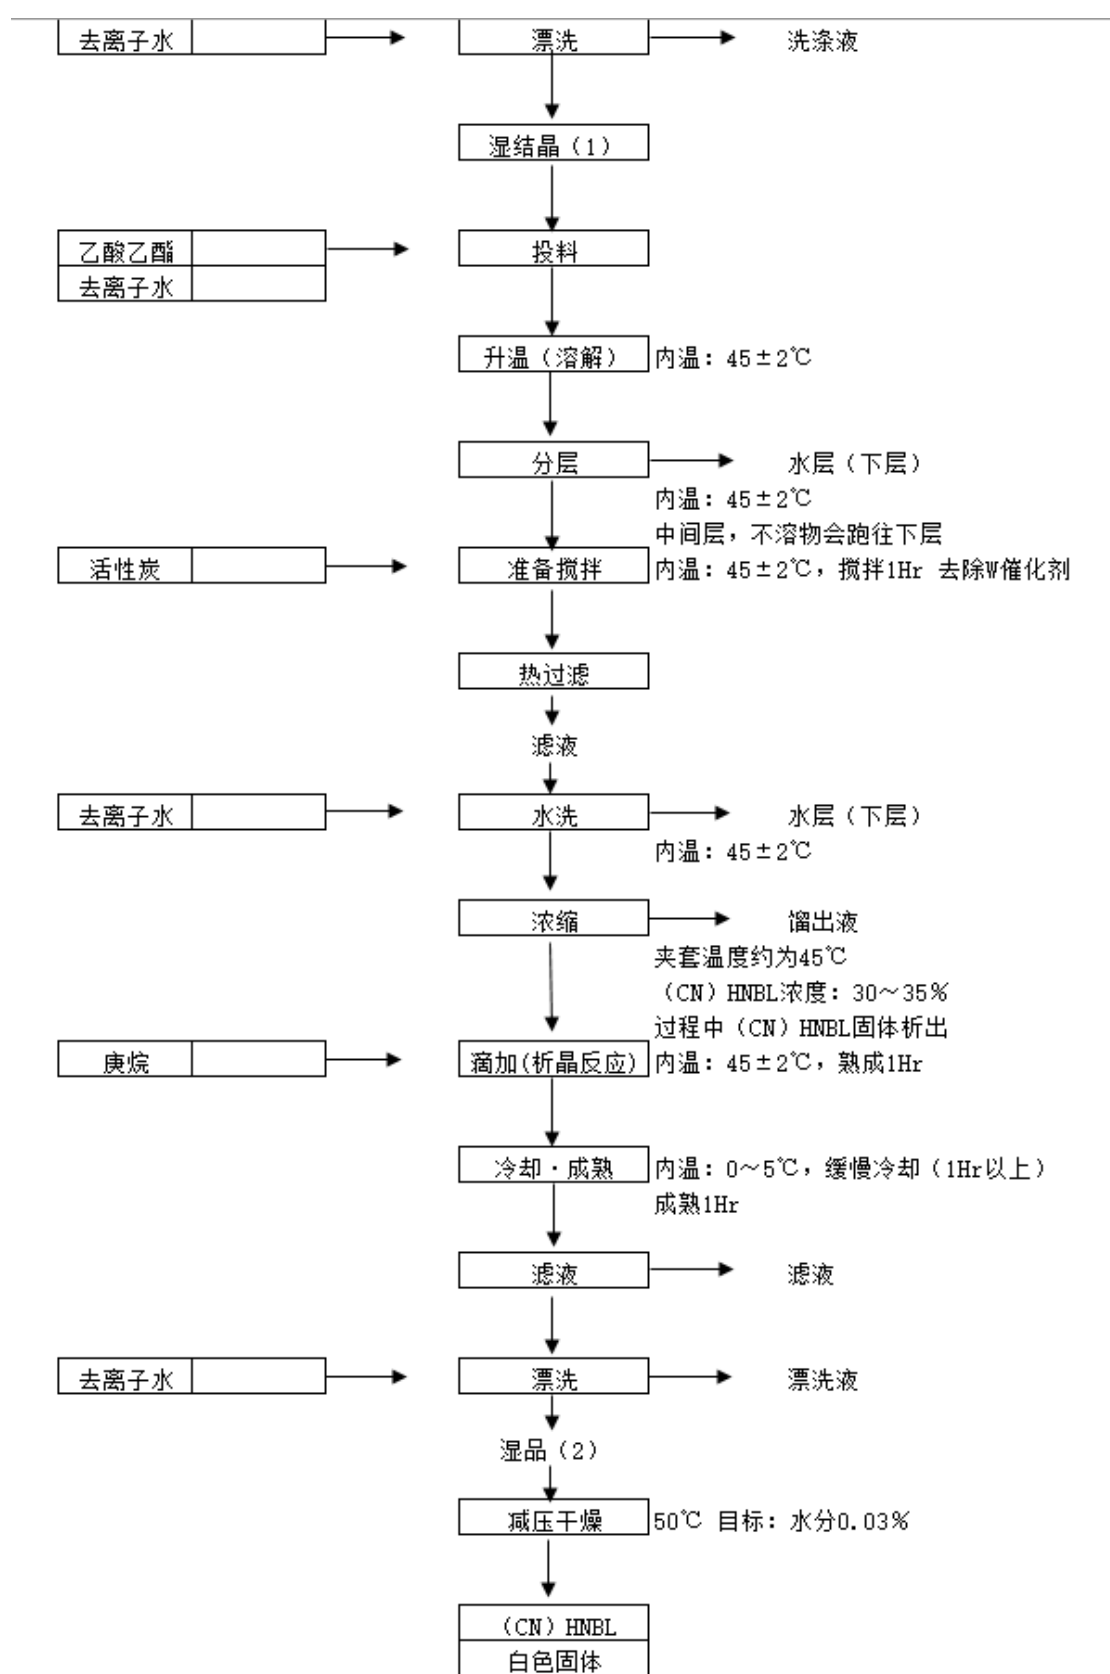 去离子水 漂洗 洗涤液
湿结晶（1）
乙酸乙酯 投料
去离子水
升温（溶解） 内温：45±2℃
分层 水层（下层）
内温：45±2℃
中间层，不溶物会跑往下层
活性炭 准备搅拌 内温：45±2℃，搅拌1Hr 去除W催化剂
热过滤
滤液
去离子水 水洗 水层（下层）
内温：45±2℃
浓缩 馏出液
夹套温度约为45℃
（CN）HNBL浓度：30～35%
过程中（CN）HNBL固体析出
庚烷 滴加(析晶反应) 内温：45±2℃，熟成1Hr
冷却·成熟 内温：0～5℃，缓慢冷却（1Hr以上）
成熟1Hr
滤液 滤液
去离子水 漂洗 漂洗液
湿品（2）
减压干燥 50℃ 目标：水分0.03%
（CN）HNBL
白色固体